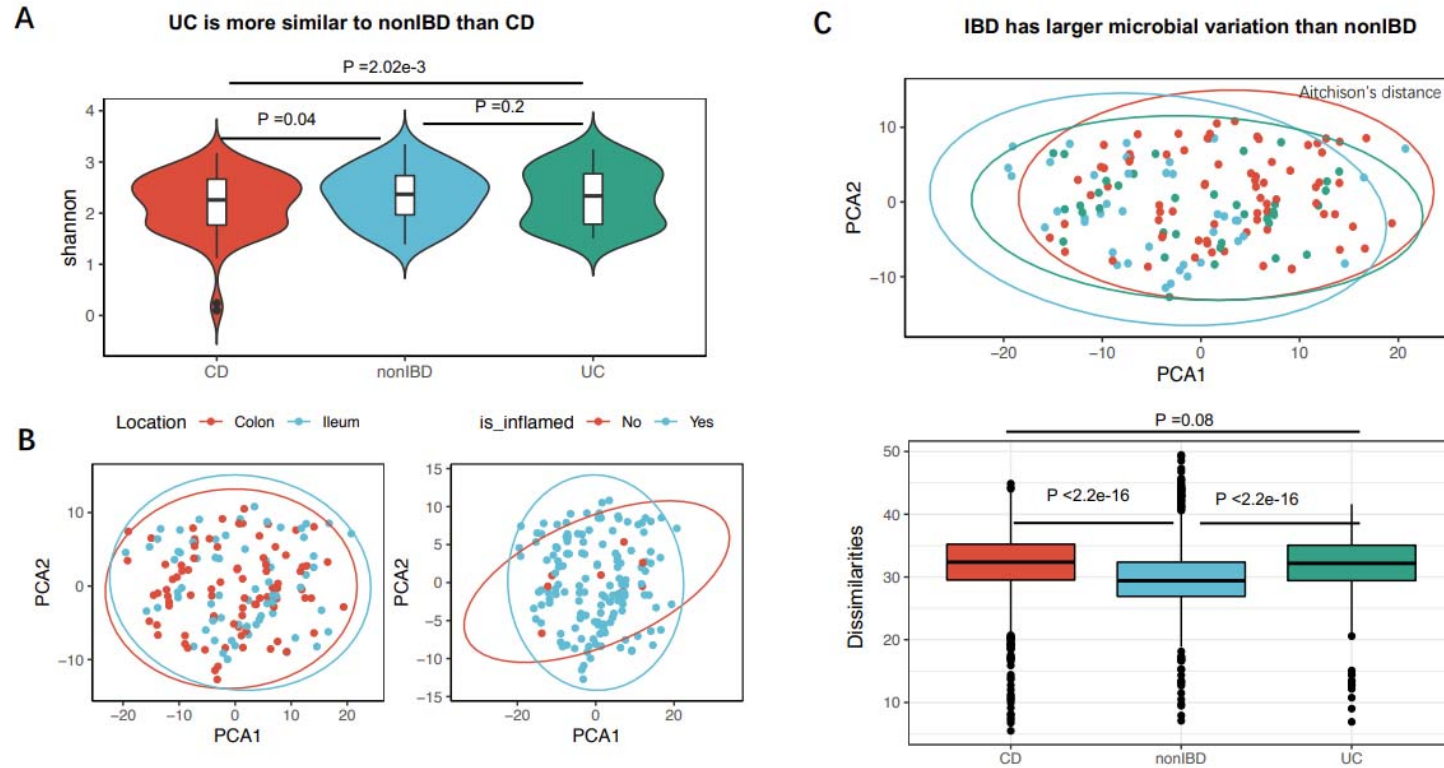 A
UC is more similar to nonIBD than CD
P =2.02e-3
P =0.04
P =0.2
shannon
4
3
2
1
0
CD
nonIBD
UC
B
Location
Colon
Ileum
PCA2
10
0
−10
−20
−10
0
10
20
PCA1
is_inflamed
No
Yes
PCA2
15
10
5
0
−5
−10
−15
−20
0
20
PCA1
C
IBD has larger microbial variation than nonIBD
Aitchison's distance
PCA2
10
0
−10
−20
−10
0
10
20
PCA1
P =0.08
P <2.2e-16
P <2.2e-16
Dissimilarities
50
40
30
20
10
CD
nonIBD
UC